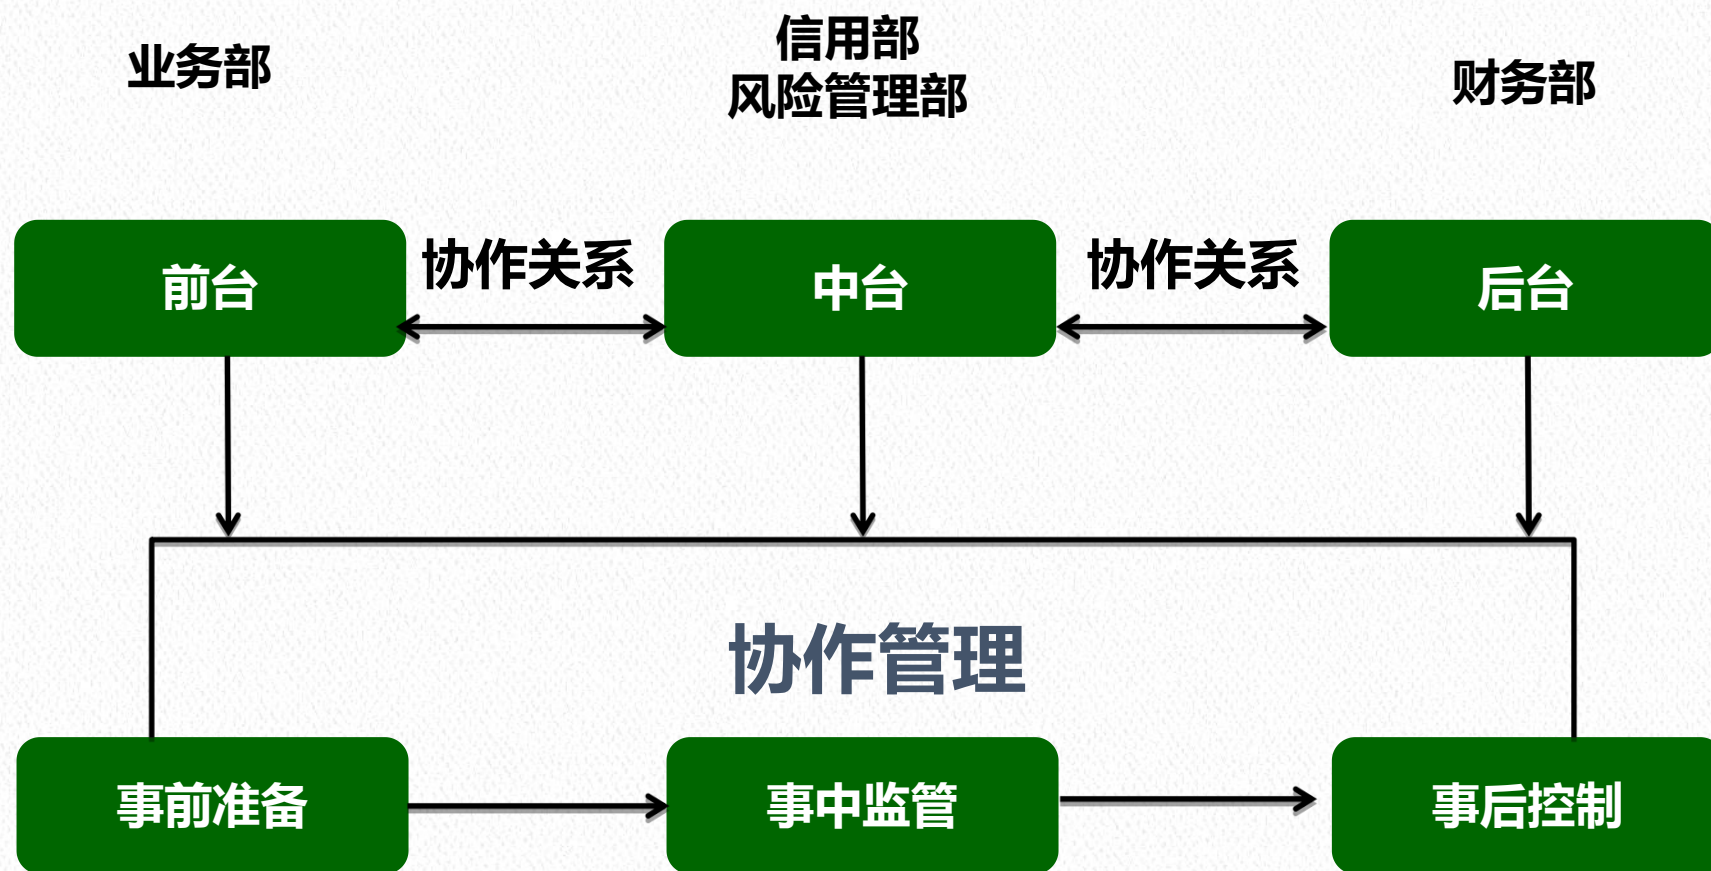 业务部
信用部
风险管理部
财务部
前台
协作关系
中台
协作关系
后台
协作管理
事前准备
事中监管
事后控制